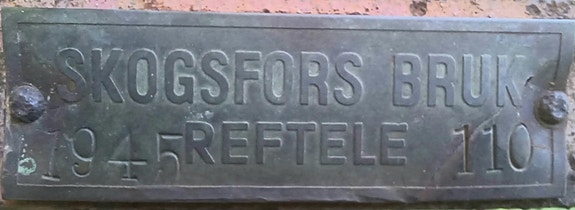 SKOGSFORS BRUK
1945 REFTELE 110